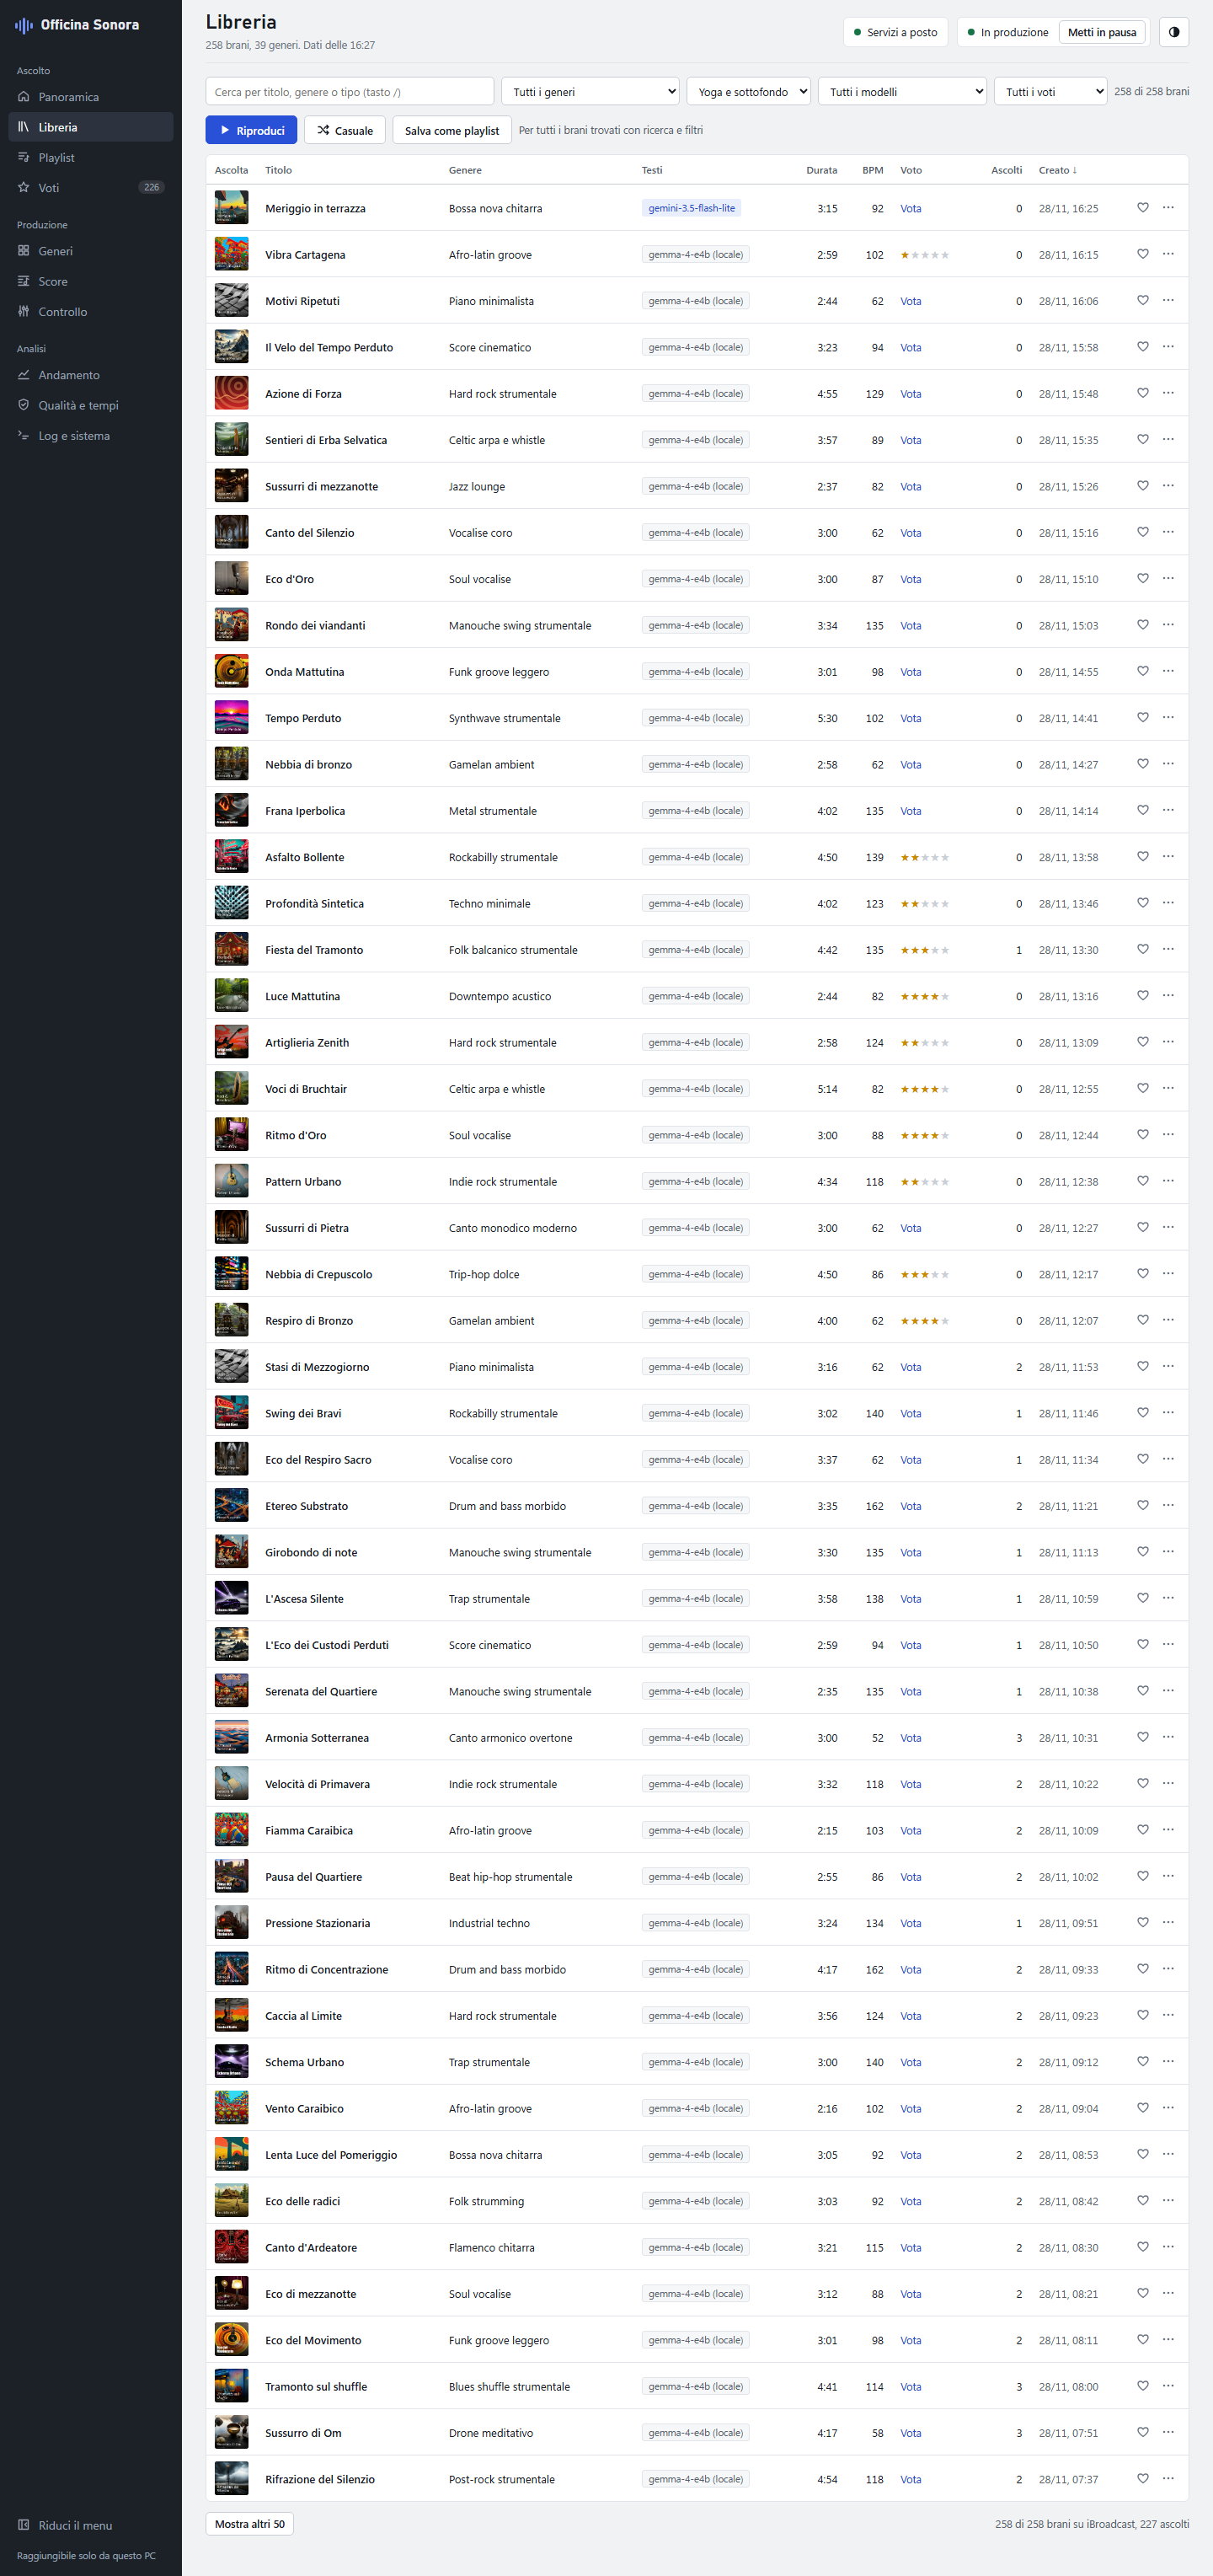 Officina Sonora
Ascolto
Panoramica
Libreria
Playlist
Voti 226
Produzione
Generi
Score
Controllo
Analisi
Andamento
Qualità e tempi
Log e sistema
Riduci il menu
Raggiungibile solo da questo PC
Libreria
258 brani, 39 generi. Dati delle 16:27
Servizi a posto
In produzione Metti in pausa
Cerca per titolo, genere o tipo (tasto /) Tutti i generi Yoga e sottofondo Tutti i modelli Tutti i voti 258 di 258 brani
Riproduci Casuale Salva come playlist Per tutti i brani trovati con ricerca e filtri
Ascolta Titolo Genere Testi Durata BPM Voto Ascolti Creato ↓
Meriggio in terrazza Bossa nova chitarra gemini-3.5-flash-lite 3:15 92 Vota 0 28/11, 16:25
Vibra Cartagena Afro-latin groove gemma-4-e4b (locale) 2:59 102 ★★★★★ 0 28/11, 16:15
Motivi Ripetuti Piano minimalista gemma-4-e4b (locale) 2:44 62 Vota 0 28/11, 16:06
Il Velo del Tempo Perduto Score cinematico gemma-4-e4b (locale) 3:23 94 Vota 0 28/11, 15:58
Azione di Forza Hard rock strumentale gemma-4-e4b (locale) 4:55 129 Vota 0 28/11, 15:48
Sentieri di Erba Selvatica Celtic arpa e whistle gemma-4-e4b (locale) 3:57 89 Vota 0 28/11, 15:35
Sussurri di mezzanotte Jazz lounge gemma-4-e4b (locale) 2:37 82 Vota 0 28/11, 15:26
Canto del Silenzio Vocalise coro gemma-4-e4b (locale) 3:00 62 Vota 0 28/11, 15:16
Eco d'Oro Soul vocalise gemma-4-e4b (locale) 3:00 87 Vota 0 28/11, 15:10
Rondo dei viandanti Manouche swing strumentale gemma-4-e4b (locale) 3:34 135 Vota 0 28/11, 15:03
Onda Mattutina Funk groove leggero gemma-4-e4b (locale) 3:01 98 Vota 0 28/11, 14:55
Tempo Perduto Synthwave strumentale gemma-4-e4b (locale) 5:30 102 Vota 0 28/11, 14:41
Nebbia di bronzo Gamelan ambient gemma-4-e4b (locale) 2:58 62 Vota 0 28/11, 14:27
Frana Iperbolica Metal strumentale gemma-4-e4b (locale) 4:02 135 Vota 0 28/11, 14:14
Asfalto Bollente Rockabilly strumentale gemma-4-e4b (locale) 4:50 139 ★★★★★ 0 28/11, 13:58
Profondità Sintetica Techno minimale gemma-4-e4b (locale) 4:02 123 ★★★★★ 0 28/11, 13:46
Fiesta del Tramonto Folk balcanico strumentale gemma-4-e4b (locale) 4:42 135 ★★★★★ 1 28/11, 13:30
Luce Mattutina Downtempo acustico gemma-4-e4b (locale) 2:44 82 ★★★★★ 0 28/11, 13:16
Artiglieria Zenith Hard rock strumentale gemma-4-e4b (locale) 2:58 124 ★★★★★ 0 28/11, 13:09
Voci di Bruchtair Celtic arpa e whistle gemma-4-e4b (locale) 5:14 82 ★★★★★ 0 28/11, 12:55
Ritmo d'Oro Soul vocalise gemma-4-e4b (locale) 3:00 88 ★★★★★ 0 28/11, 12:44
Pattern Urbano Indie rock strumentale gemma-4-e4b (locale) 4:34 118 ★★★★★ 0 28/11, 12:38
Sussurri di Pietra Canto monodico moderno gemma-4-e4b (locale) 3:00 62 Vota 0 28/11, 12:27
Nebbia di Crepuscolo Trip-hop dolce gemma-4-e4b (locale) 4:50 86 ★★★★★ 0 28/11, 12:17
Respiro di Bronzo Gamelan ambient gemma-4-e4b (locale) 4:00 62 ★★★★★ 0 28/11, 12:07
Stasi di Mezzogiorno Piano minimalista gemma-4-e4b (locale) 3:16 62 Vota 2 28/11, 11:53
Swing dei Bravi Rockabilly strumentale gemma-4-e4b (locale) 3:02 140 Vota 1 28/11, 11:46
Eco del Respiro Sacro Vocalise coro gemma-4-e4b (locale) 3:37 62 Vota 1 28/11, 11:34
Etereo Substrato Drum and bass morbido gemma-4-e4b (locale) 3:35 162 Vota 2 28/11, 11:21
Girobondo di note Manouche swing strumentale gemma-4-e4b (locale) 3:30 135 Vota 1 28/11, 11:13
L'Ascesa Silente Trap strumentale gemma-4-e4b (locale) 3:58 138 Vota 1 28/11, 10:59
L'Eco dei Custodi Perduti Score cinematico gemma-4-e4b (locale) 2:59 94 Vota 1 28/11, 10:50
Serenata del Quartiere Manouche swing strumentale gemma-4-e4b (locale) 2:35 135 Vota 1 28/11, 10:38
Armonia Sotterranea Canto armonico overtone gemma-4-e4b (locale) 3:00 52 Vota 3 28/11, 10:31
Velocità di Primavera Indie rock strumentale gemma-4-e4b (locale) 3:32 118 Vota 2 28/11, 10:22
Fiamma Caraibica Afro-latin groove gemma-4-e4b (locale) 2:15 103 Vota 2 28/11, 10:09
Pausa del Quartiere Beat hip-hop strumentale gemma-4-e4b (locale) 2:55 86 Vota 2 28/11, 10:02
Pressione Stazionaria Industrial techno gemma-4-e4b (locale) 3:24 134 Vota 1 28/11, 09:51
Ritmo di Concentrazione Drum and bass morbido gemma-4-e4b (locale) 4:17 162 Vota 2 28/11, 09:33
Caccia al Limite Hard rock strumentale gemma-4-e4b (locale) 3:56 124 Vota 2 28/11, 09:23
Schema Urbano Trap strumentale gemma-4-e4b (locale) 3:00 140 Vota 2 28/11, 09:12
Vento Caraibico Afro-latin groove gemma-4-e4b (locale) 2:16 102 Vota 2 28/11, 09:04
Lenta Luce del Pomeriggio Bossa nova chitarra gemma-4-e4b (locale) 3:05 92 Vota 2 28/11, 08:53
Eco delle radici Folk strumming gemma-4-e4b (locale) 3:03 92 Vota 2 28/11, 08:42
Canto d'Ardeatore Flamenco chitarra gemma-4-e4b (locale) 3:21 115 Vota 2 28/11, 08:30
Eco di mezzanotte Soul vocalise gemma-4-e4b (locale) 3:12 88 Vota 2 28/11, 08:21
Eco del Movimento Funk groove leggero gemma-4-e4b (locale) 3:01 98 Vota 2 28/11, 08:11
Tramonto sul shuffle Blues shuffle strumentale gemma-4-e4b (locale) 4:41 114 Vota 3 28/11, 08:00
Sussurro di Om Drone meditativo gemma-4-e4b (locale) 4:17 58 Vota 3 28/11, 07:51
Rifrazione del Silenzio Post-rock strumentale gemma-4-e4b (locale) 4:54 118 Vota 2 28/11, 07:37
Mostra altri 50 258 di 258 brani su iBroadcast, 227 ascolti